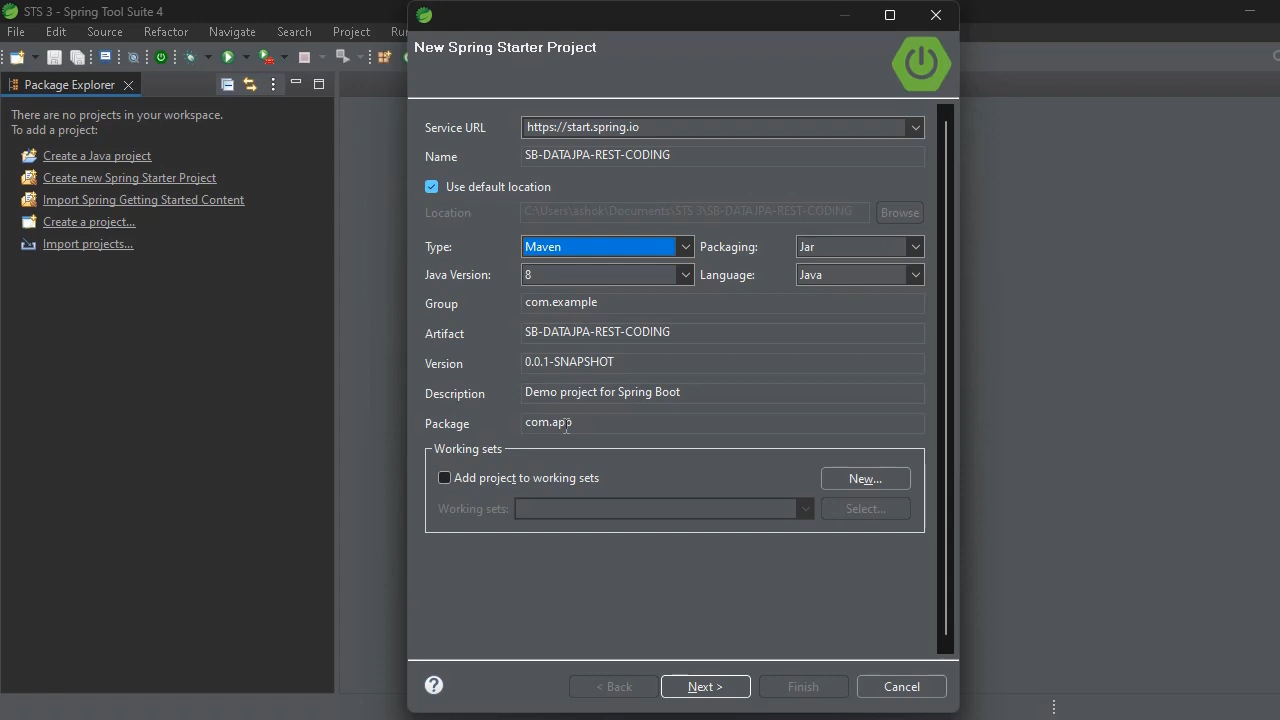 STS 3 - Spring Tool Suite 4
File Edit Source Refactor Navigate Search Project
Package Explorer
There are no projects in your workspace.
To add a project:
Create a Java project
Create new Spring Starter Project
Import Spring Getting Started Content
Create a project...
Import projects...
New Spring Starter Project
Service URL https://start.spring.io
Name SB-DATAJPA-REST-CODING
Use default location
Location C:\Users\ashok\Documents\STS 3\SB-DATAJPA-REST-CODING Browse
Type: Maven Packaging: Jar
Java Version: 8 Language: Java
Group com.example
Artifact SB-DATAJPA-REST-CODING
Version 0.0.1-SNAPSHOT
Description Demo project for Spring Boot
Package com.app
Working sets
Add project to working sets New...
Working sets: Select...
? < Back Next > Finish Cancel